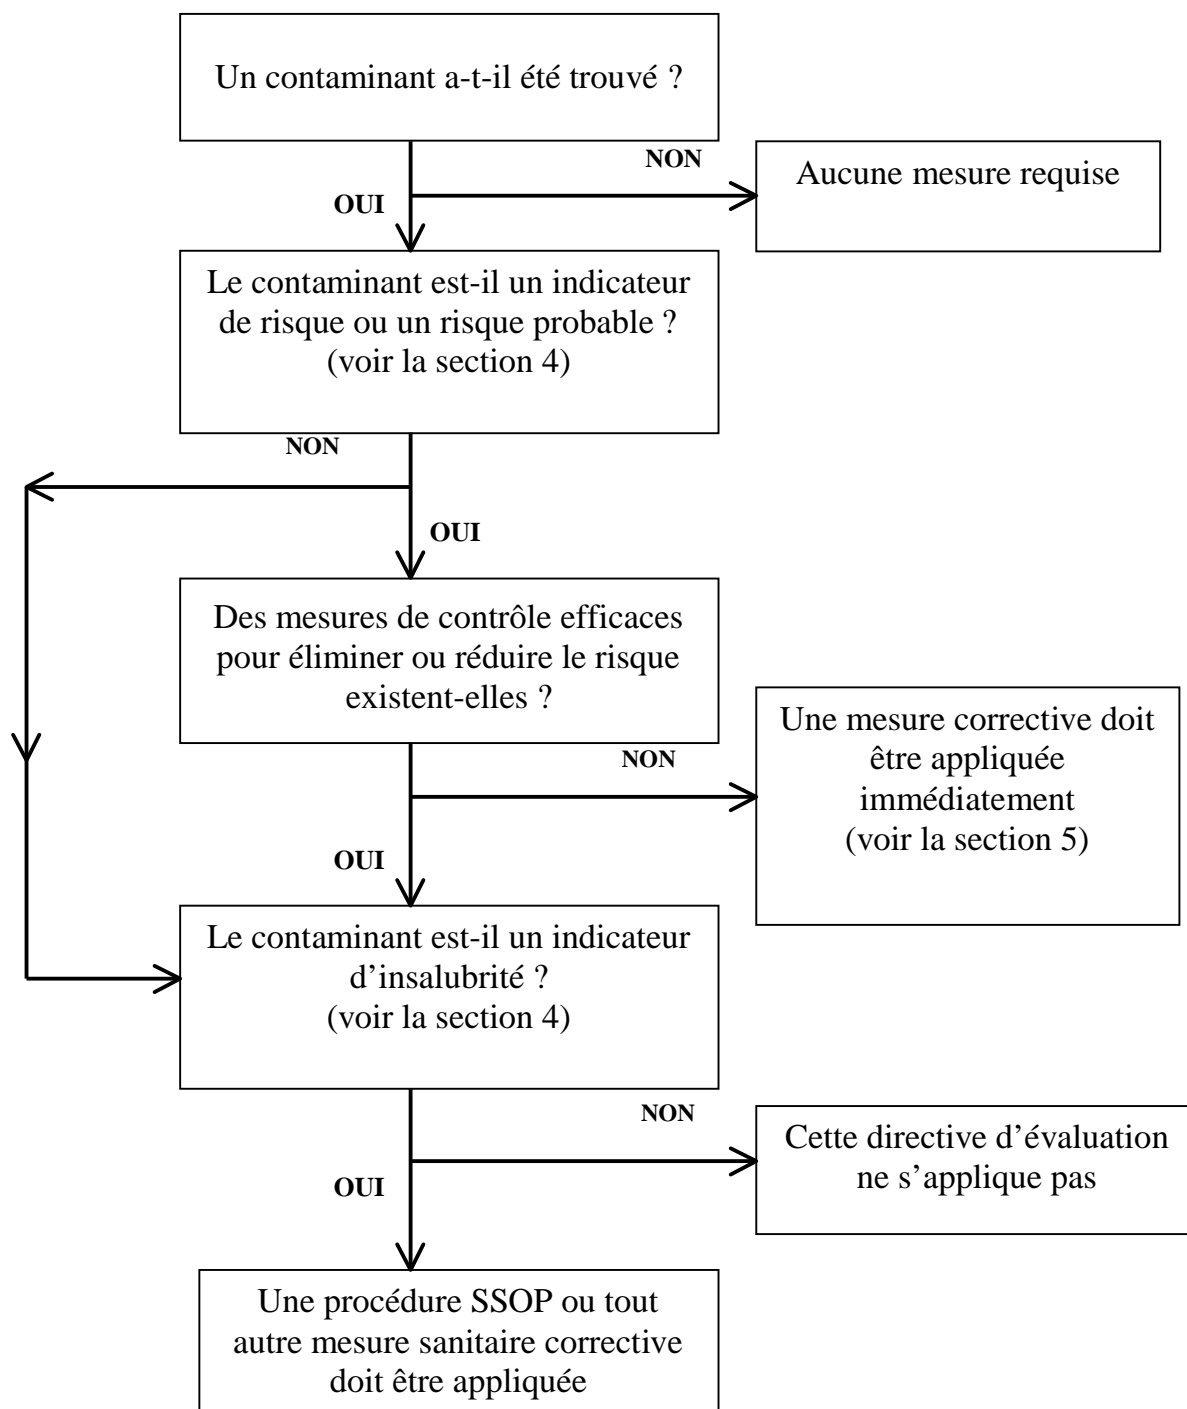 Un contaminant a-t-il été trouvé ?
NON
Aucune mesure requise
OUI
Le contaminant est-il un indicateur
de risque ou un risque probable ?
(voir la section 4)
NON
OUI
Des mesures de contrôle efficaces
pour éliminer ou réduire le risque
existent-elles ?
NON
Une mesure corrective doit
être appliquée
immédiatement
(voir la section 5)
OUI
Le contaminant est-il un indicateur
d’insalubrité ?
(voir la section 4)
NON
Cette directive d’évaluation
ne s’applique pas
OUI
Une procédure SSOP ou tout
autre mesure sanitaire corrective
doit être appliquée